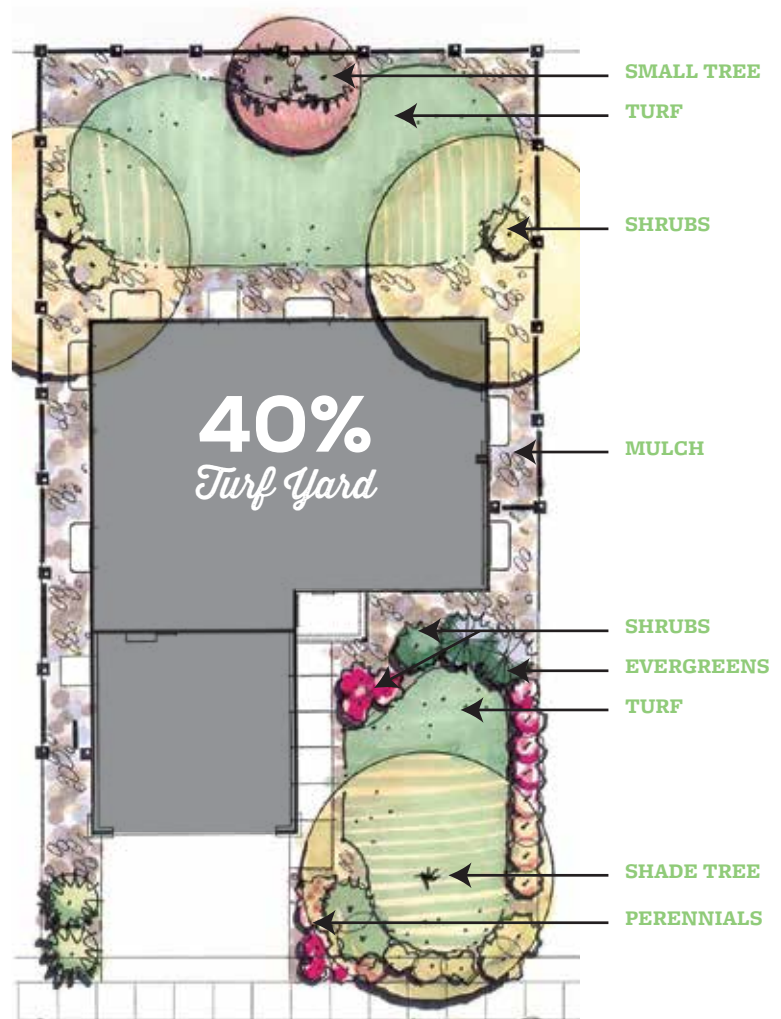 SMALL TREE
TURF
SHRUBS
40%
Turf Yard
MULCH
SHRUBS
EVERGREENS
TURF
SHADE TREE
PERENNIALS